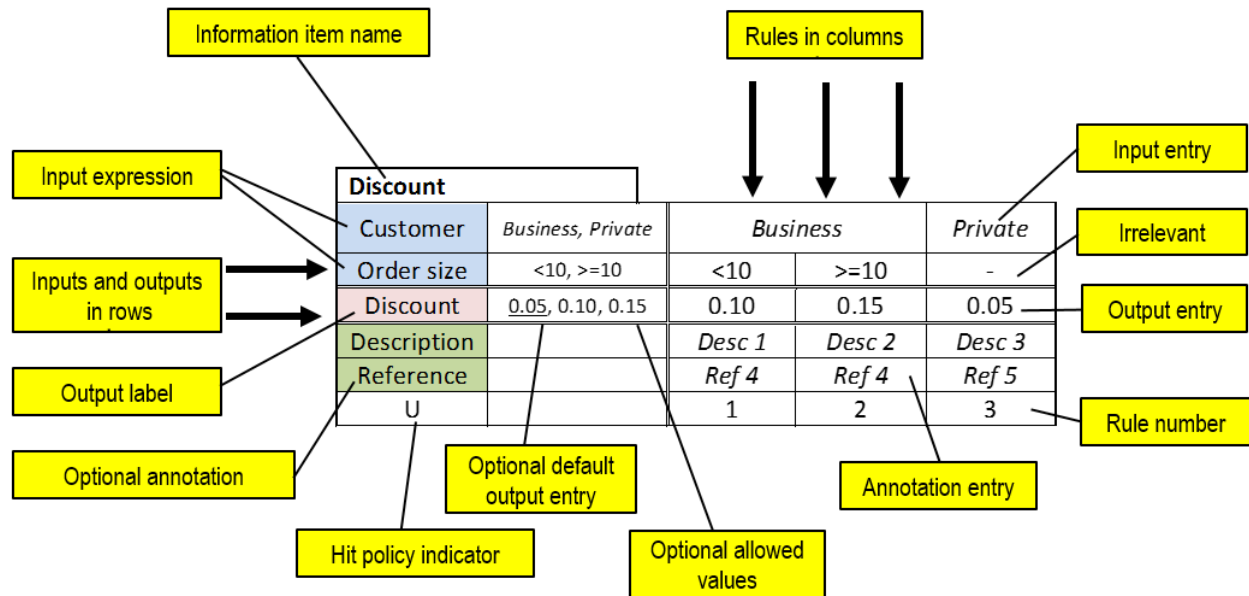 Information item name
Rules in columns
Input expression
Input entry
Discount
Customer Business, Private Business Private
Irrelevant
Order size <10, >=10 <10 >=10 -
Inputs and outputs
in rows
Discount 0.05, 0.10, 0.15 0.10 0.15 0.05
Output entry
Description Desc 1 Desc 2 Desc 3
Output label
Reference Ref 4 Ref 4 Ref 5
U 1 2 3
Rule number
Optional annotation
Optional default
output entry
Annotation entry
Hit policy indicator
Optional allowed
values